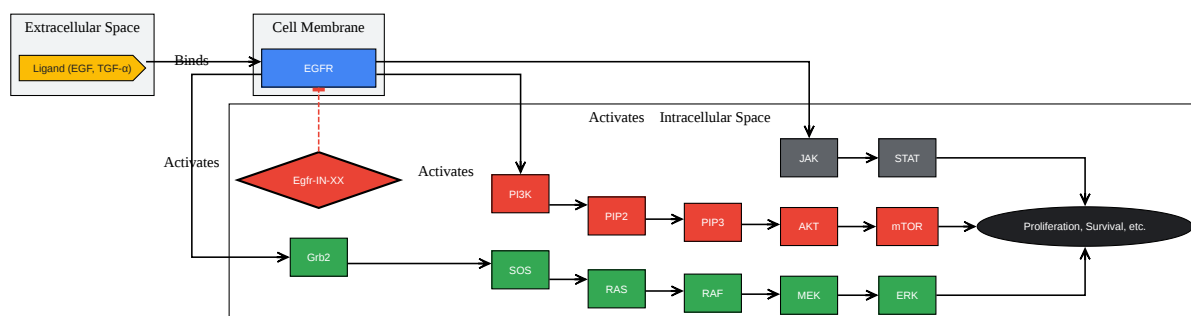 Extracellular Space
Cell Membrane
Ligand (EGF, TGF-α)
Binds
EGFR
Activates
Intracellular Space
Activates
Activates
Egfr-IN-XX
JAK
STAT
PI3K
PIP2
PIP3
AKT
mTOR
Proliferation, Survival, etc.
Grb2
SOS
RAS
RAF
MEK
ERK